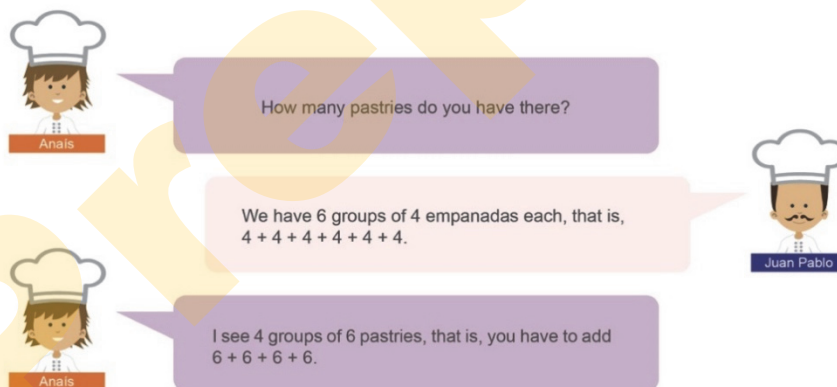 How many pastries do you have there?
Anaís
We have 6 groups of 4 empanadas each, that is,
4 + 4 + 4 + 4 + 4 + 4.
Juan Pablo
I see 4 groups of 6 pastries, that is, you have to add
6 + 6 + 6 + 6.
Anaís